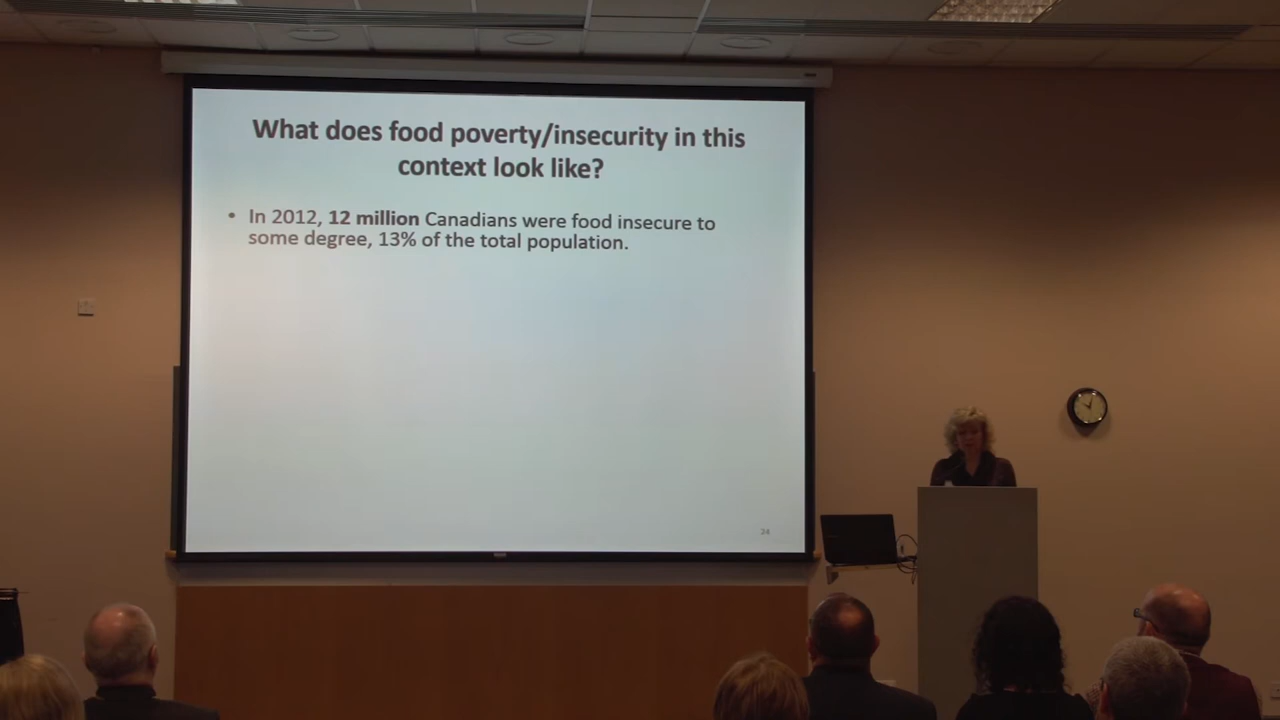 What does food poverty/insecurity in this
context look like?
• In 2012, 12 million Canadians were food insecure to
some degree, 13% of the total population.
24